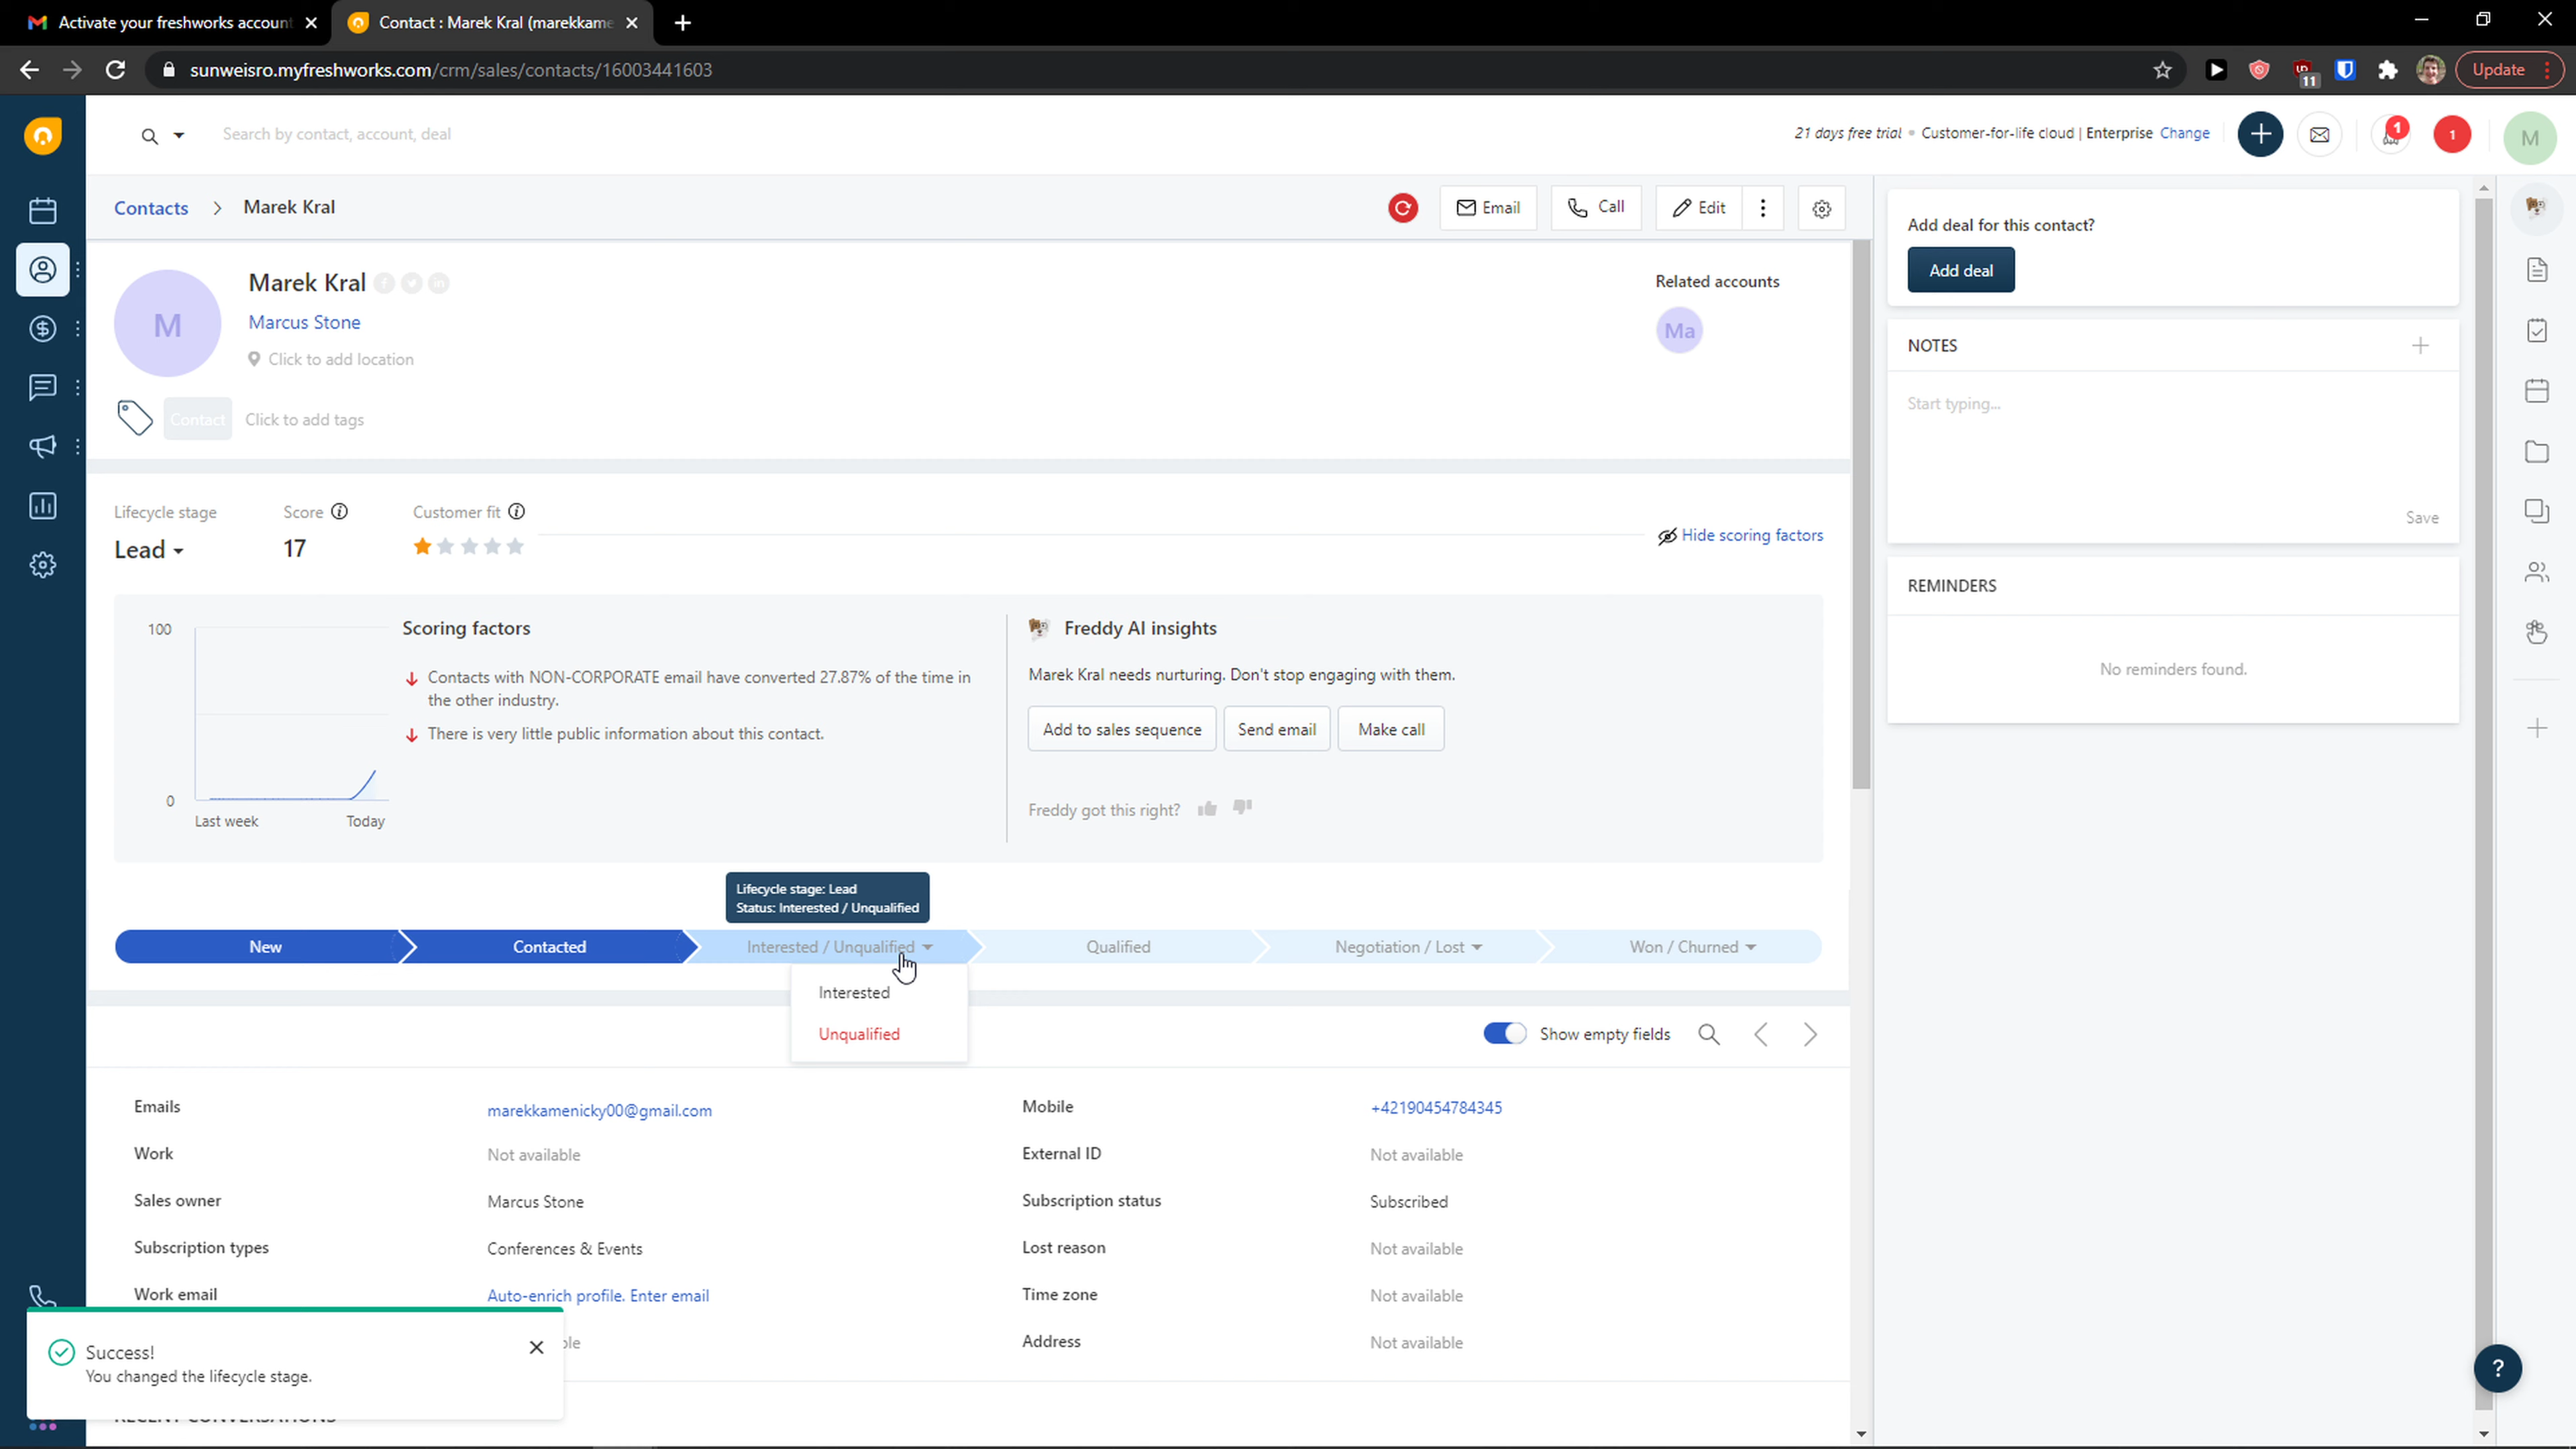 Activate your freshworks accoun
Contact : Marek Kral (marekkame
sunweisro.myfreshworks.com/crm/sales/contacts/16003441603
11
Update
Search by contact, account, deal
21 days free trial • Customer-for-life cloud | Enterprise Change
1
1
M
Contacts > Marek Kral
Email
Call
Edit
M
Marek Kral
Marcus Stone
Click to add location
Contact
Click to add tags
Related accounts
Ma
Lifecycle stage
Lead
Score
17
Customer fit
Hide scoring factors
100
0
Last week
Today
Scoring factors
Contacts with NON-CORPORATE email have converted 27.87% of the time in
the other industry.
There is very little public information about this contact.
Freddy AI insights
Marek Kral needs nurturing. Don't stop engaging with them.
Add to sales sequence
Send email
Make call
Freddy got this right?
Lifecycle stage: Lead
Status: Interested / Unqualified
New
Contacted
Interested / Unqualified
Qualified
Negotiation / Lost
Won / Churned
Interested
Unqualified
Show empty fields
Emails
marekkamenicky00@gmail.com
Mobile
+42190454784345
Work
Not available
External ID
Not available
Sales owner
Marcus Stone
Subscription status
Subscribed
Subscription types
Conferences & Events
Lost reason
Not available
Work email
Auto-enrich profile. Enter email
Time zone
Not available
Address
Not available
Success!
You changed the lifecycle stage.
Add deal for this contact?
Add deal
NOTES
Start typing...
Save
REMINDERS
No reminders found.
?